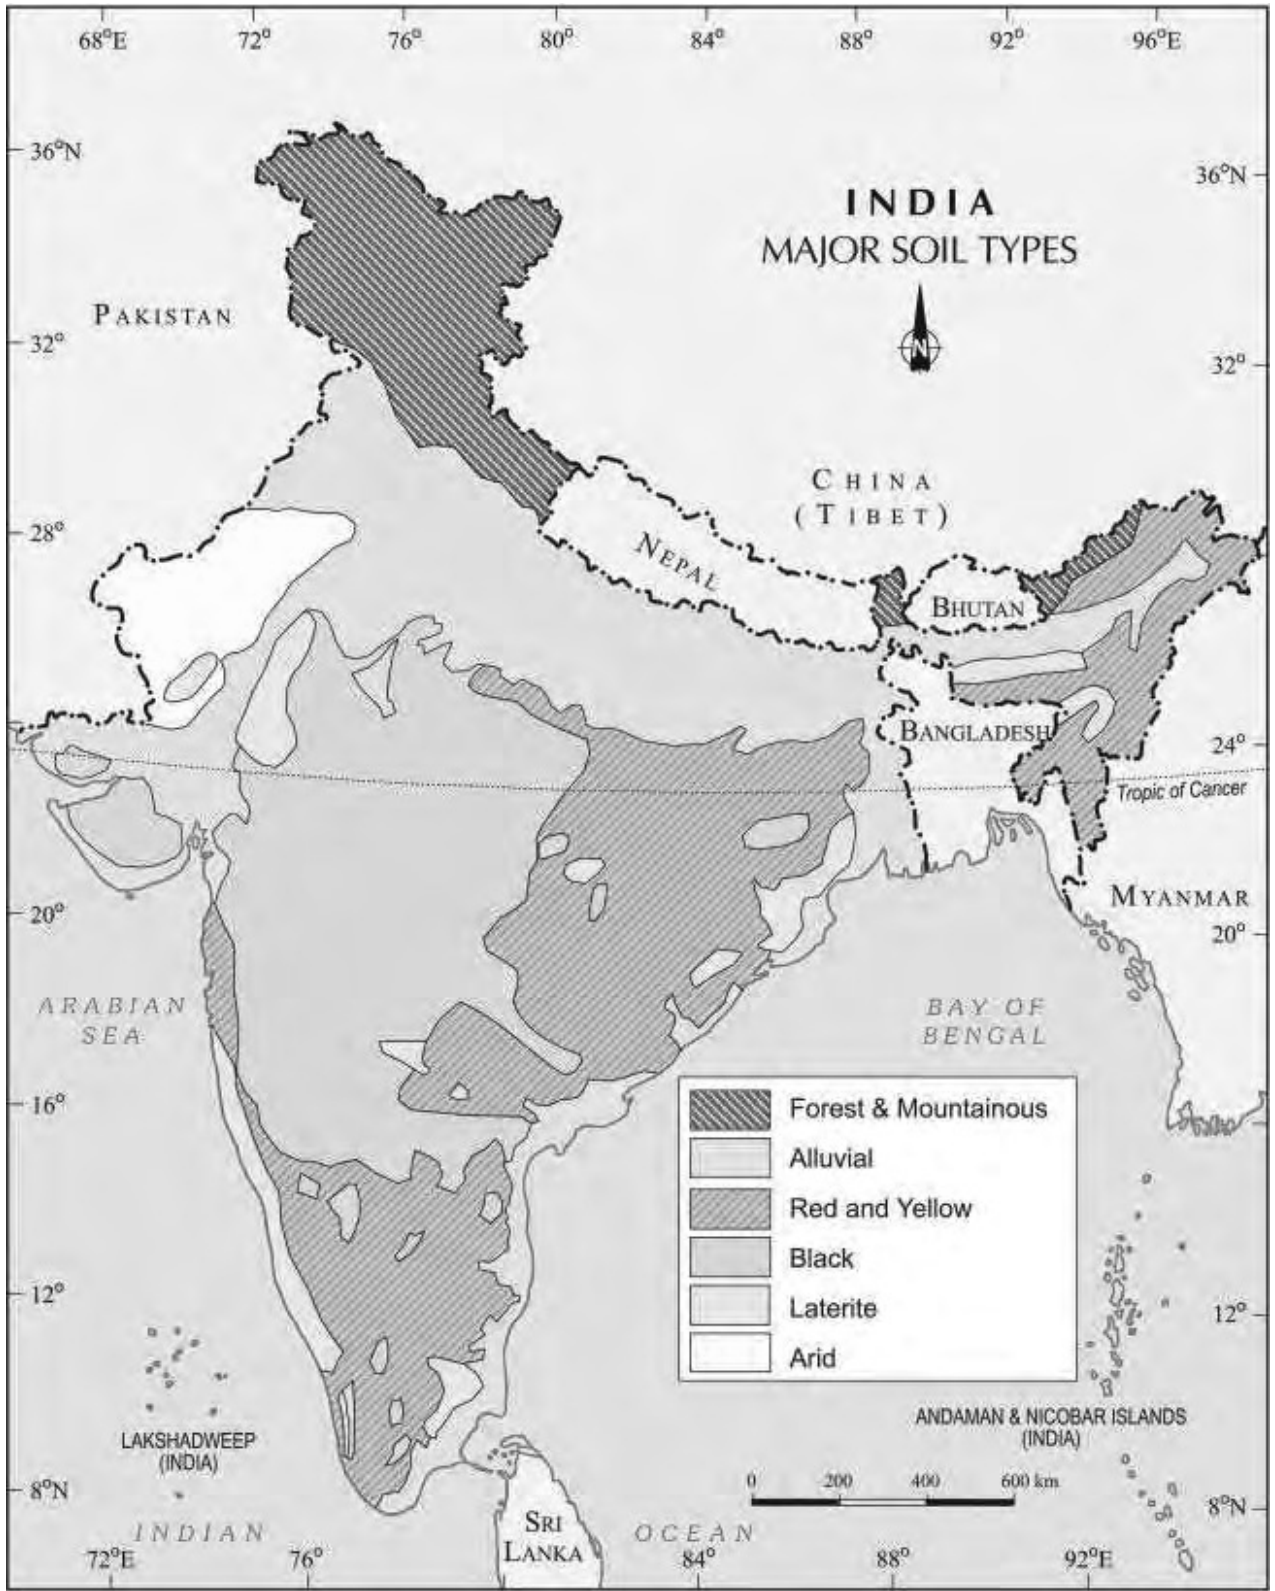 68°E 72° 76° 80° 84° 88° 92° 96°E
36°N
36°N
INDIA
MAJOR SOIL TYPES
N
PAKISTAN
32°
32°
CHINA
(TIBET)
28°
NEPAL
BHUTAN
BANGLADESH
24°
Tropic of Cancer
MYANMAR
20°
20°
ARABIAN
SEA
BAY OF
BENGAL
16°
Forest & Mountainous
Alluvial
Red and Yellow
Black
Laterite
Arid
12°
12°
LAKSHADWEEP
(INDIA)
ANDAMAN & NICOBAR ISLANDS
(INDIA)
0 200 400 600 km
8°N
8°N
INDIAN OCEAN
SRI
LANKA
72°E 76° 84° 88° 92°E